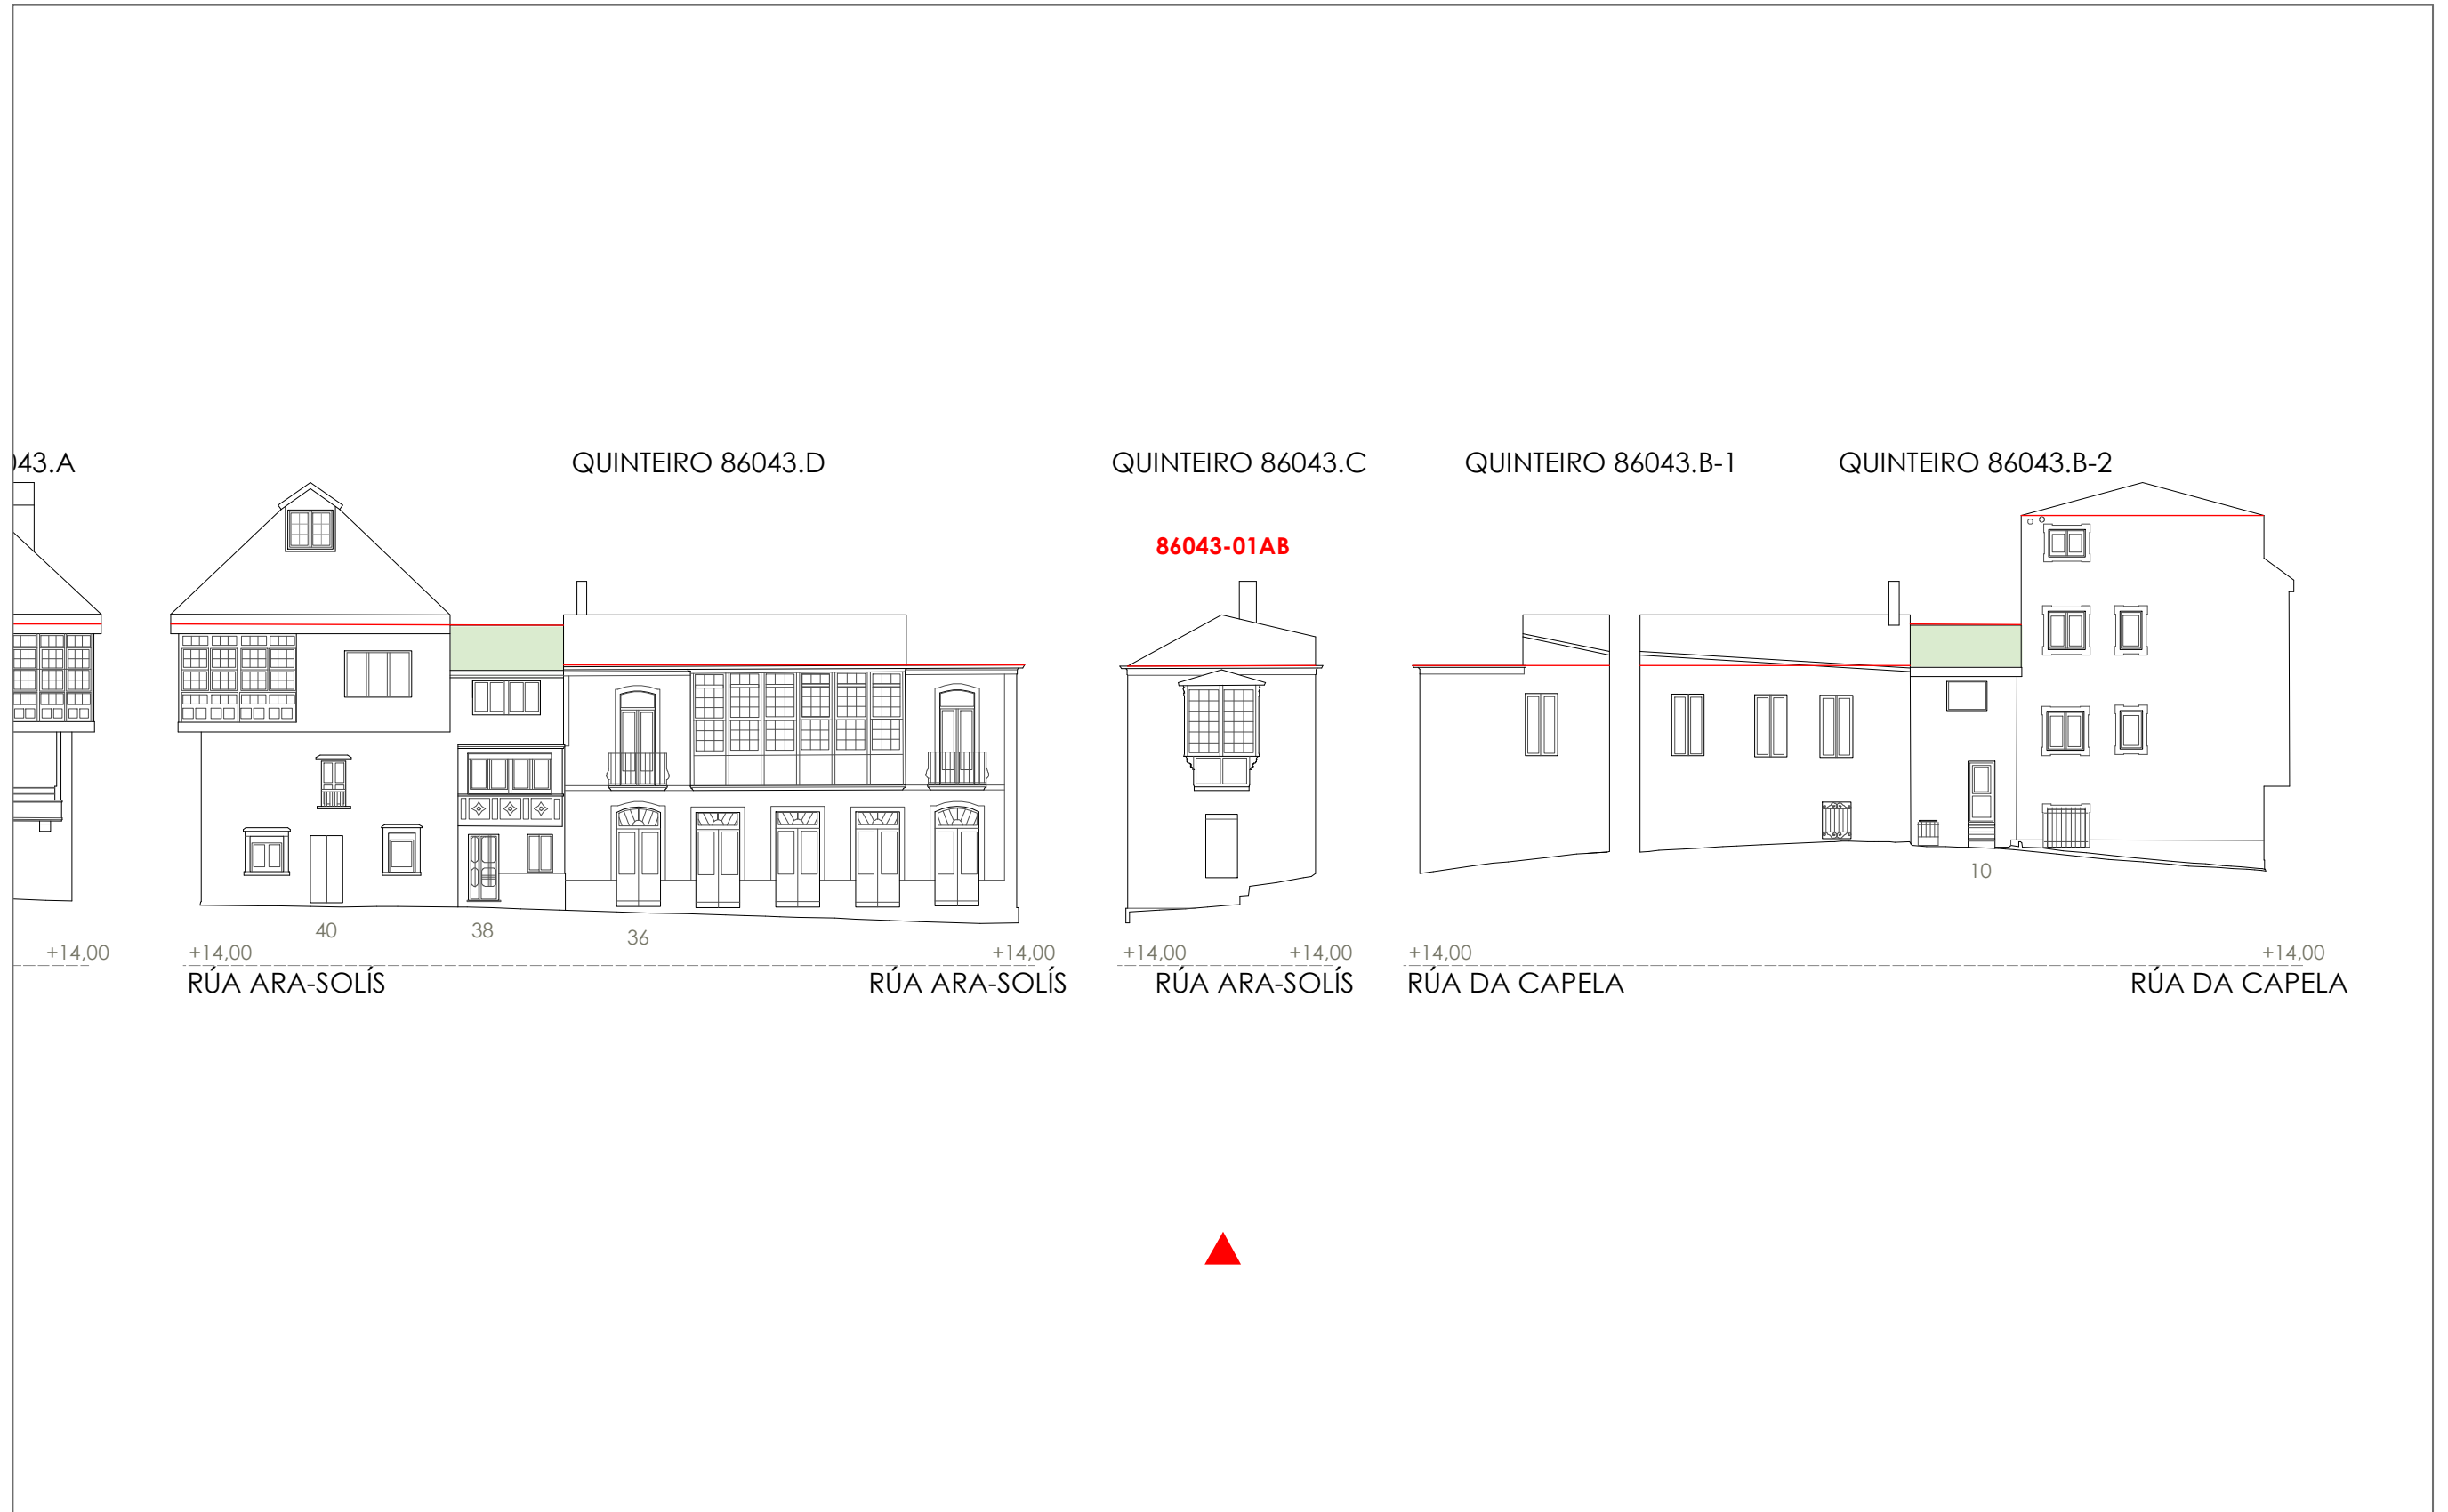 43.A
QUINTEIRO 86043.D
QUINTEIRO 86043.C
QUINTEIRO 86043.B-1
QUINTEIRO 86043.B-2
86043-01AB
10
40
38
36
+14,00
+14,00
+14,00
+14,00
+14,00
+14,00
+14,00
RÚA ARA-SOLÍS
RÚA ARA-SOLÍS
RÚA ARA-SOLÍS
RÚA DA CAPELA
RÚA DA CAPELA